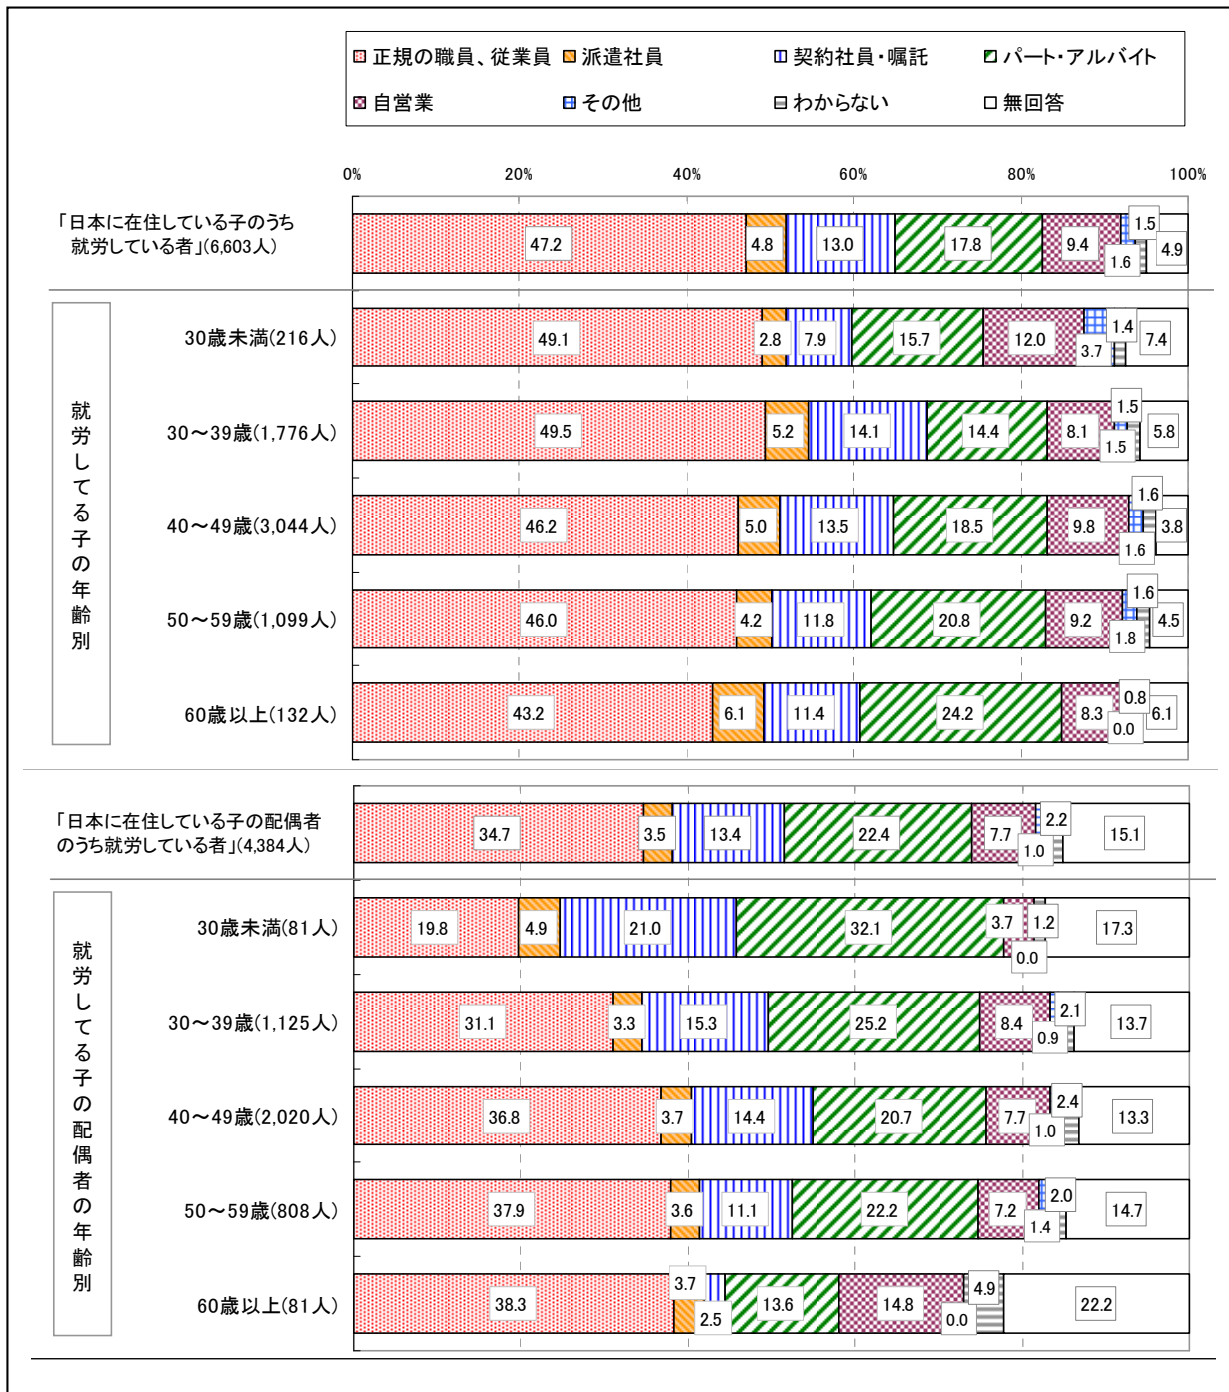 正規の職員、従業員 派遣社員 契約社員・嘱託 パート・アルバイト
自営業 その他 わからない 無回答
0% 20% 40% 60% 80% 100%
「日本に在住している子のうち
就労している者」(6,603人)
47.2 4.8 13.0 17.8 9.4 1.6 1.5 4.9
就労してる子の年齢別
30歳未満(216人)
49.1 2.8 7.9 15.7 12.0 3.7 1.4 7.4
30～39歳(1,776人)
49.5 5.2 14.1 14.4 8.1 1.5 1.5 5.8
40～49歳(3,044人)
46.2 5.0 13.5 18.5 9.8 1.6 1.6 3.8
50～59歳(1,099人)
46.0 4.2 11.8 20.8 9.2 1.8 1.6 4.5
60歳以上(132人)
43.2 6.1 11.4 24.2 8.3 0.0 0.8 6.1
「日本に在住している子の配偶者
のうち就労している者」(4,384人)
34.7 3.5 13.4 22.4 7.7 1.0 2.2 15.1
就労してる子の配偶者の年齢別
30歳未満(81人)
19.8 4.9 21.0 32.1 3.7 0.0 1.2 17.3
30～39歳(1,125人)
31.1 3.3 15.3 25.2 8.4 0.9 2.1 13.7
40～49歳(2,020人)
36.8 3.7 14.4 20.7 7.7 1.0 2.4 13.3
50～59歳(808人)
37.9 3.6 11.1 22.2 7.2 1.4 2.0 14.7
60歳以上(81人)
38.3 3.7 2.5 13.6 14.8 0.0 4.9 22.2